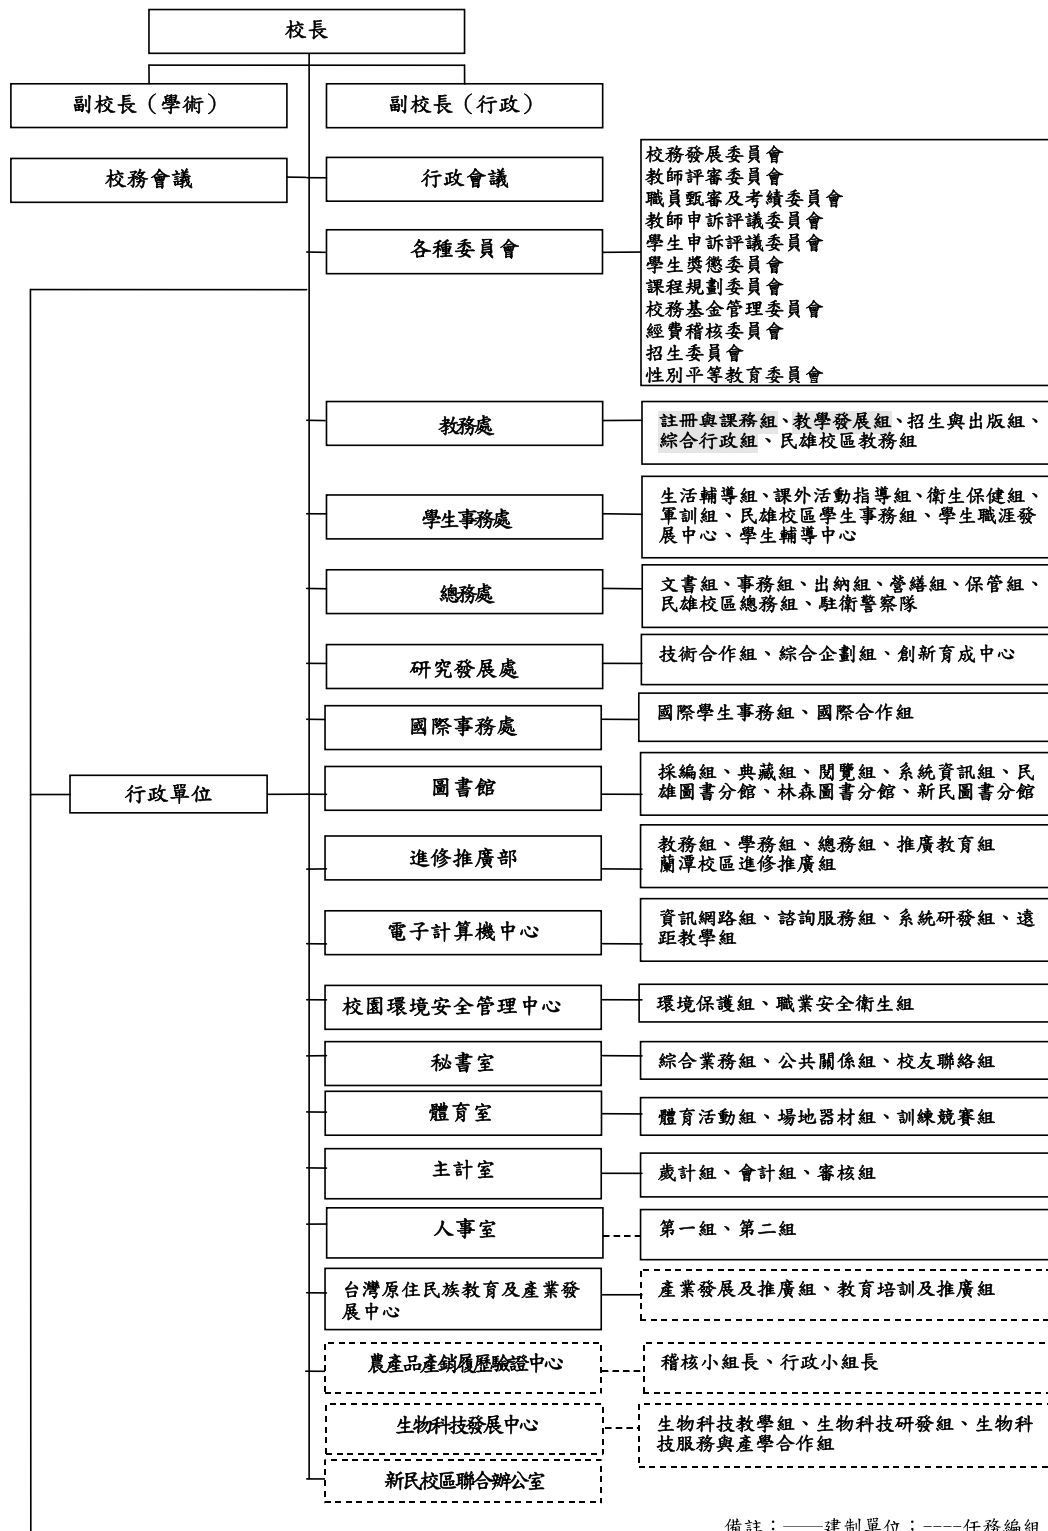 校長
副校長（學術）
副校長（行政）
校務會議
行政會議
各種委員會
校務發展委員會
教師評審委員會
職員甄審及考績委員會
教師申訴評議委員會
學生申訴評議委員會
學生獎懲委員會
課程規劃委員會
校務基金管理委員會
經費稽核委員會
招生委員會
性別平等教育委員會
教務處
註冊與課務組、教學發展組、招生與出版組、
綜合行政組、民雄校區教務組
學生事務處
生活輔導組、課外活動指導組、衛生保健組、
軍訓組、民雄校區學生事務組、學生職涯發
展中心、學生輔導中心
總務處
文書組、事務組、出納組、營繕組、保管組、
民雄校區總務組、駐衛警察隊
研究發展處
技術合作組、綜合企劃組、創新育成中心
國際事務處
國際學生事務組、國際合作組
行政單位
圖書館
採編組、典藏組、閱覽組、系統資訊組、民
雄圖書分館、林森圖書分館、新民圖書分館
進修推廣部
教務組、學務組、總務組、推廣教育組
蘭潭校區進修推廣組
電子計算機中心
資訊網路組、諮詢服務組、系統研發組、遠
距教學組
校園環境安全管理中心
環境保護組、職業安全衛生組
秘書室
綜合業務組、公共關係組、校友聯絡組
體育室
體育活動組、場地器材組、訓練競賽組
主計室
歲計組、會計組、審核組
人事室
第一組、第二組
台灣原住民族教育及產業發
展中心
產業發展及推廣組、教育培訓及推廣組
農產品產銷履歷驗證中心
稽核小組長、行政小組長
生物科技發展中心
生物科技教學組、生物科技研發組、生物科
技服務與產學合作組
新民校區聯合辦公室
備註：——建制單位；----任務編組